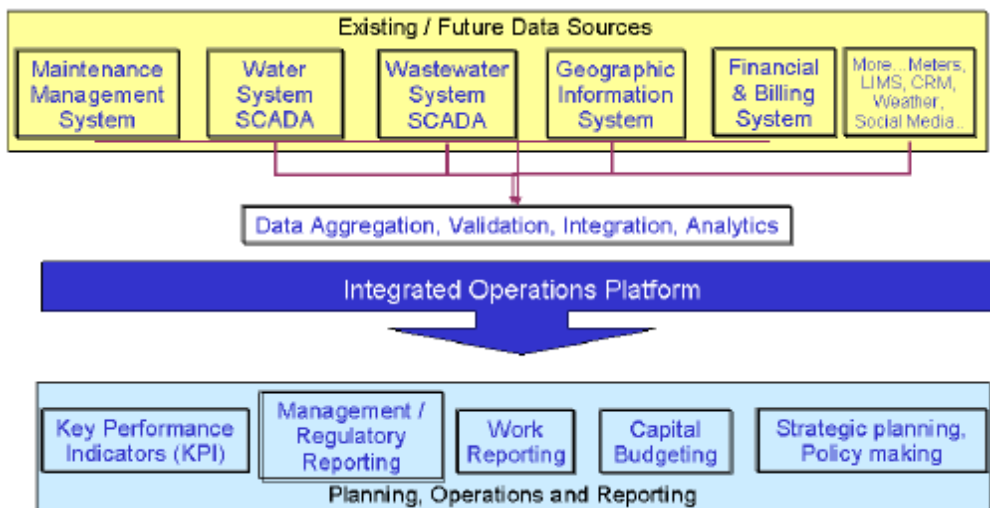 Existing / Future Data Sources
Maintenance
Management
System
Water
System
SCADA
Wastewater
System
SCADA
Geographic
Information
System
Financial
& Billing
System
More...Meters,
LIMS, CRM,
Weather,
Social Media...
Data Aggregation, Validation, Integration, Analytics
Integrated Operations Platform
Key Performance
Indicators (KPI)
Management /
Regulatory
Reporting
Work
Reporting
Capital
Budgeting
Strategic planning,
Policy making
Planning, Operations and Reporting